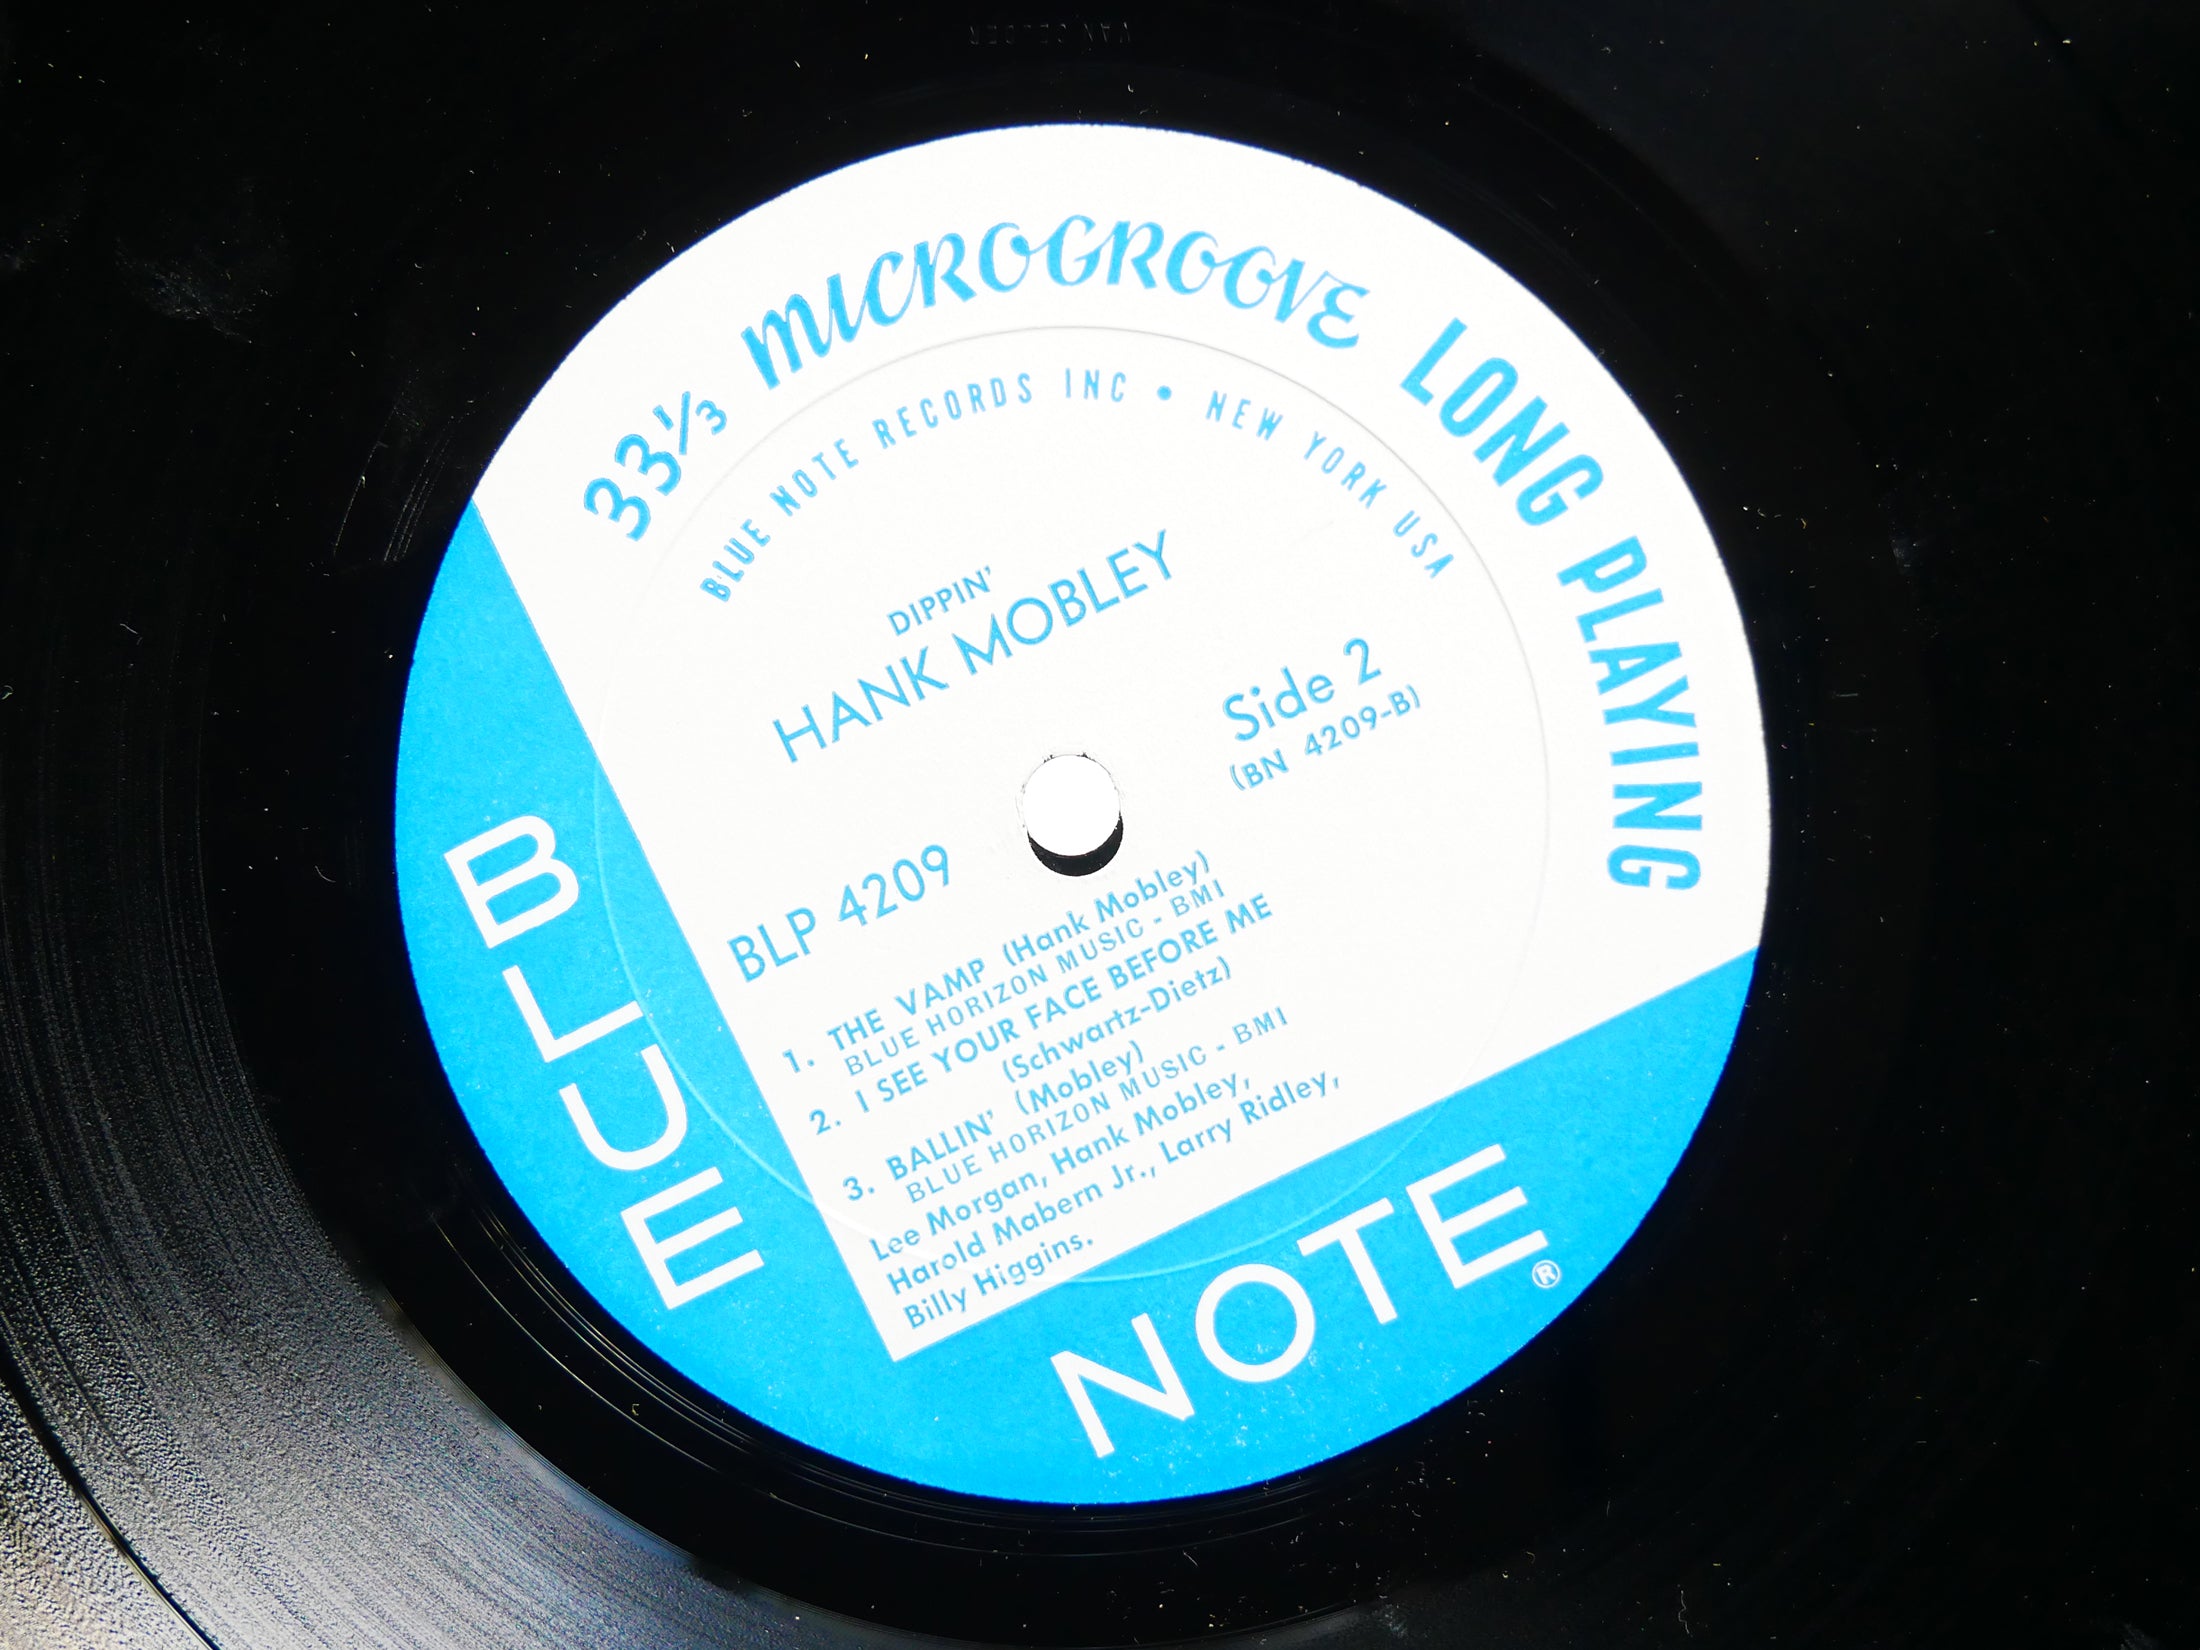 VAN GELDER
33⅓ MICROGROOVE LONG PLAYING
BLUE NOTE RECORDS INC • NEW YORK USA
DIPPIN'
HANK MOBLEY
Side 2
(BN 4209-B)
BLP 4209
1. THE VAMP (Hank Mobley)
BLUE HORIZON MUSIC - BMI
2. I SEE YOUR FACE BEFORE ME
(Schwartz-Dietz)
3. BALLIN' (Mobley)
BLUE HORIZON MUSIC - BMI
Lee Morgan, Hank Mobley,
Harold Mabern Jr., Larry Ridley,
Billy Higgins.
BLUE
NOTE®